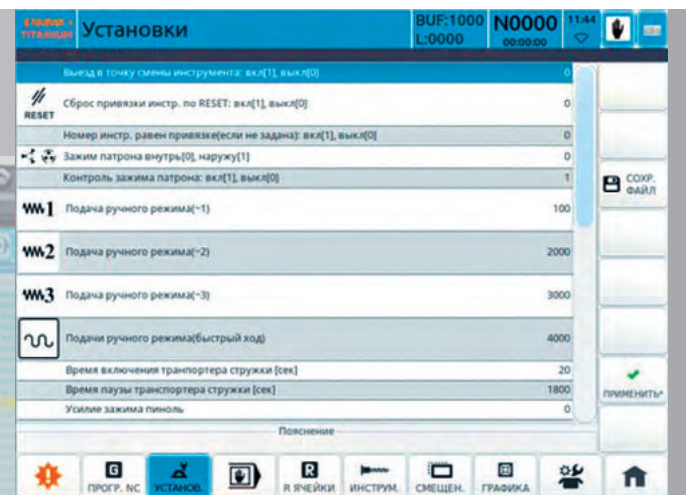 TITANIUM
Установки
BUF:1000
L:0000
N0000
00:00:00
11:44
Выезд в точку смены инструмента: вкл[1], выкл[0] 0
RESET
Сброс привязки инстр. по RESET: вкл[1], выкл[0] 0
Номер инстр. равен привязке(если не задана): вкл[1], выкл[0] 0
Зажим патрона внутрь[0], наружу[1] 0
Контроль зажима патрона: вкл[1], выкл[0] 1
1 Подача ручного режима(~1) 100
2 Подача ручного режима(~2) 2000
3 Подача ручного режима(~3) 3000
Подачи ручного режима(быстрый ход) 4000
Время включения транпортера стружки [сек] 20
Время паузы транспортера стружки [сек] 1800
Усилие зажима пиноль 0
Пояснение
СОХР.
ФАЙЛ
ПРИМЕНИТЬ*
G
ПРОГР. NC
УСТАНОВ.
R
R ЯЧЕЙКИ
ИНСТРУМ.
СМЕЩЕН.
ГРАФИКА